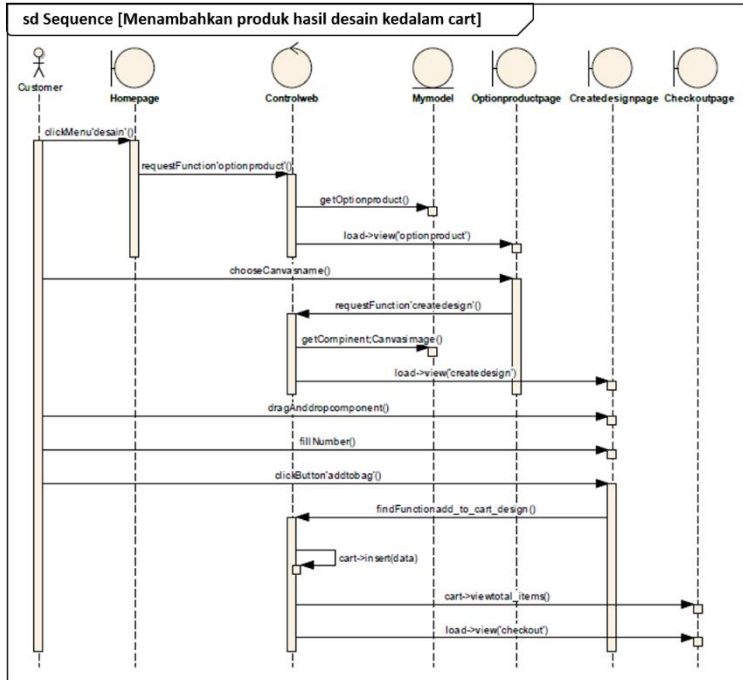 sd Sequence [Menambahkan produk hasil desain kedalam cart]
Customer
Homepage
Controlweb
Mymodel
Optionproductpage
Createdesignpage
Checkoutpage
clickMenu'desain'()
requestFunction'optionproduct'()
getOptionproduct()
load->view('optionproduct')
chooseCanvasname()
requestFunction'createdesign'()
getCompinent;Canvasimage()
load->view('createdesign')
dragAnddropcomponent()
fillNumber()
clickButton'addtobag'()
findFunctionadd_to_cart_design()
cart->insert(data)
cart->viewtotal_items()
load->view('checkout')